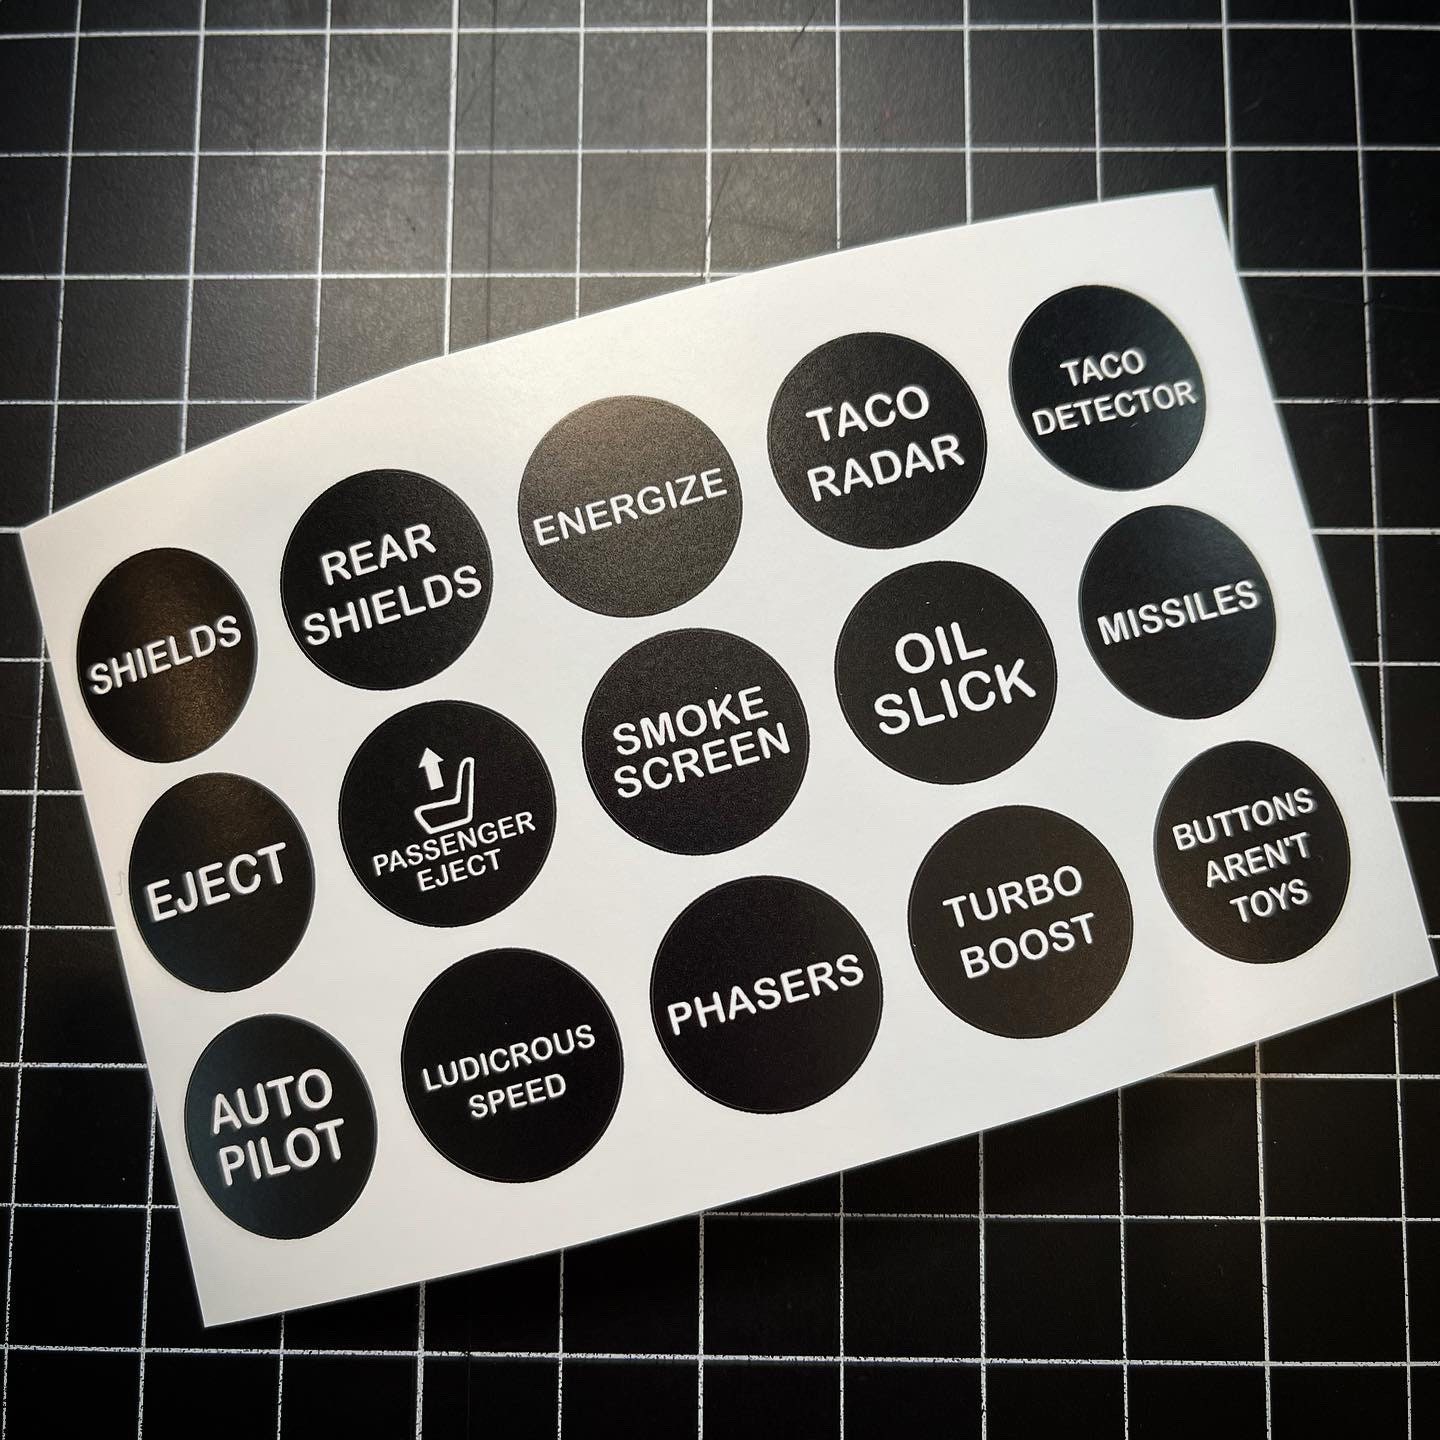 SHIELDS
REAR
SHIELDS
ENERGIZE
TACO
RADAR
TACO
DETECTOR
EJECT
PASSENGER
EJECT
SMOKE
SCREEN
OIL
SLICK
MISSILES
AUTO
PILOT
LUDICROUS
SPEED
PHASERS
TURBO
BOOST
BUTTONS
AREN'T
TOYS